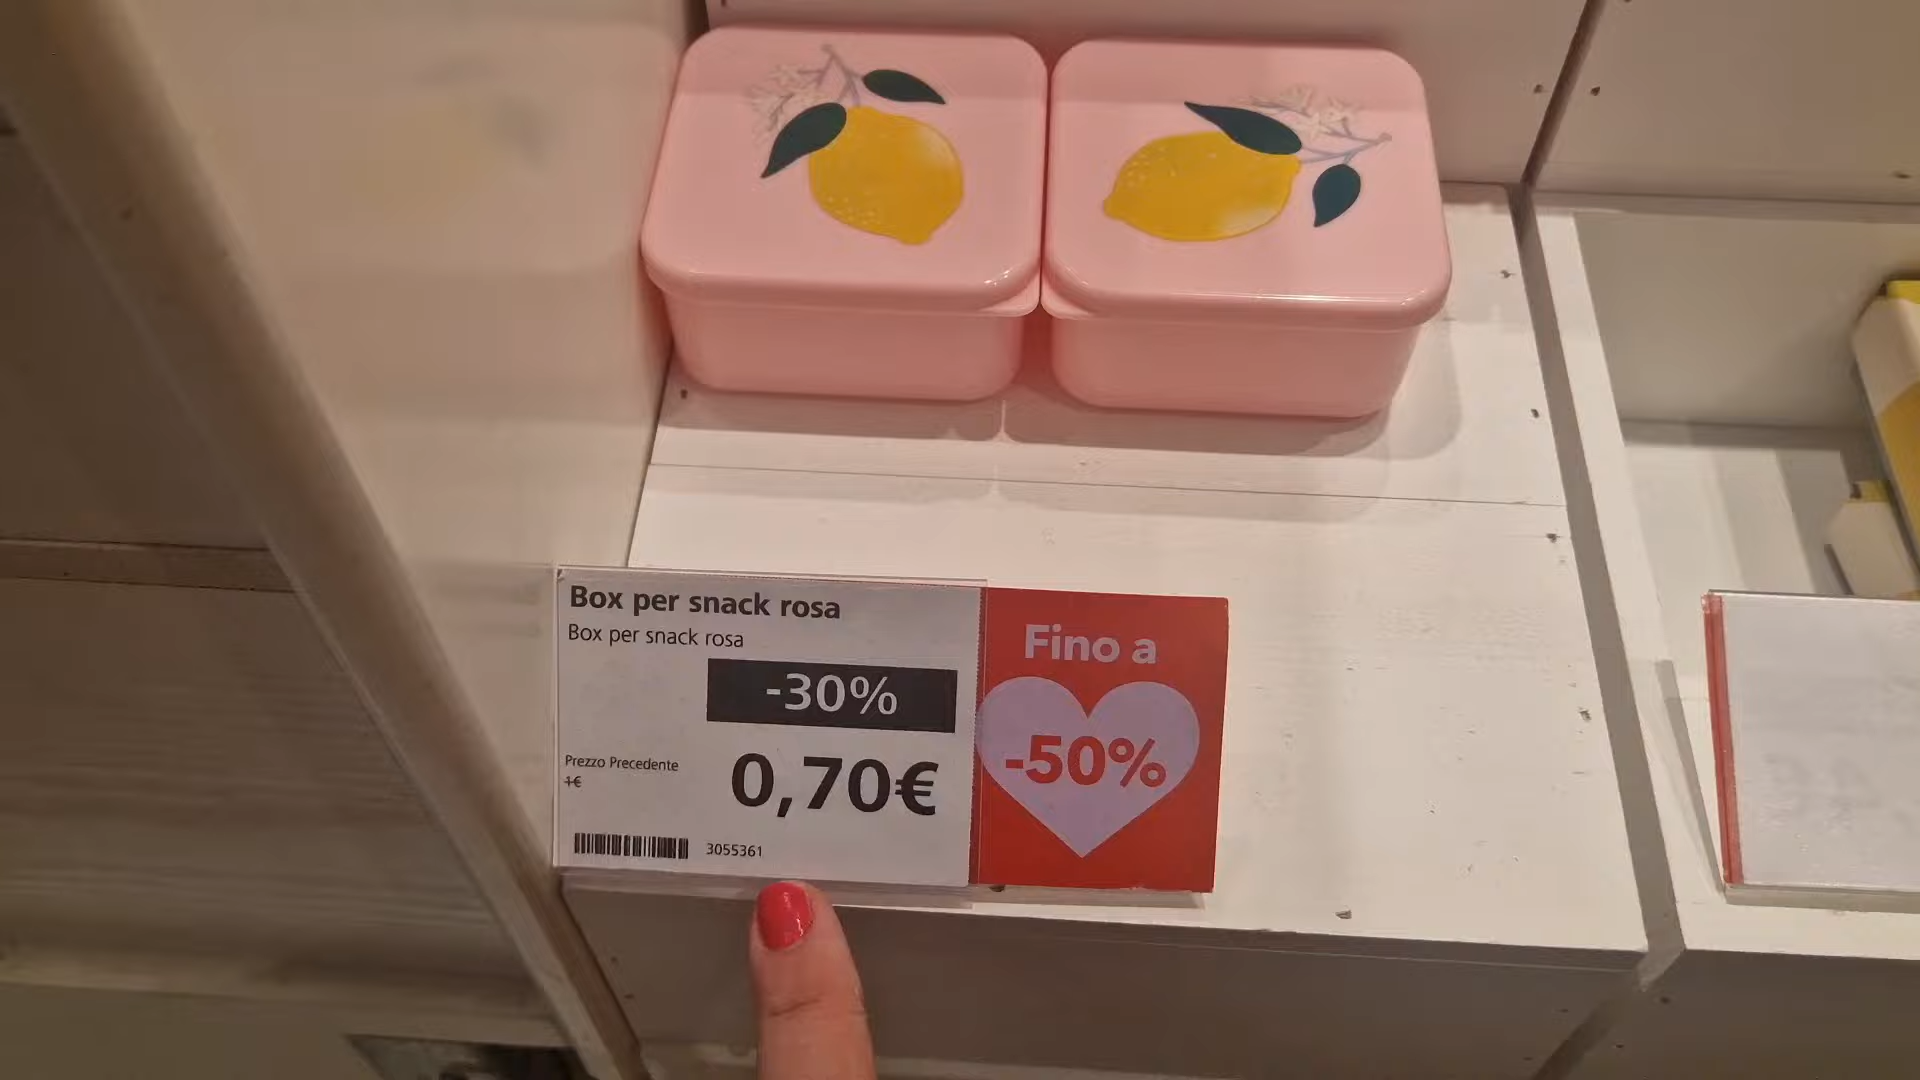 Box per snack rosa
Box per snack rosa
-30%
Prezzo Precedente
1€
0,70€
3055361
Fino a
-50%